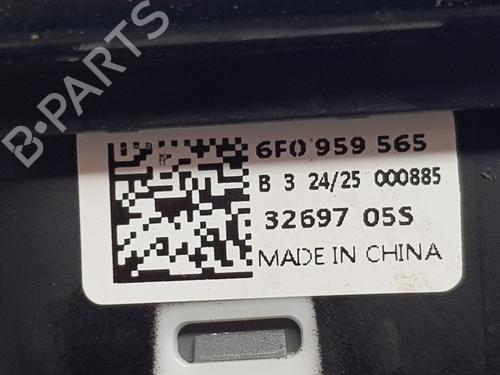 6F0 959 565
B 3 24/25 000885
32697 05S
MADE IN CHINA
B-PARTS